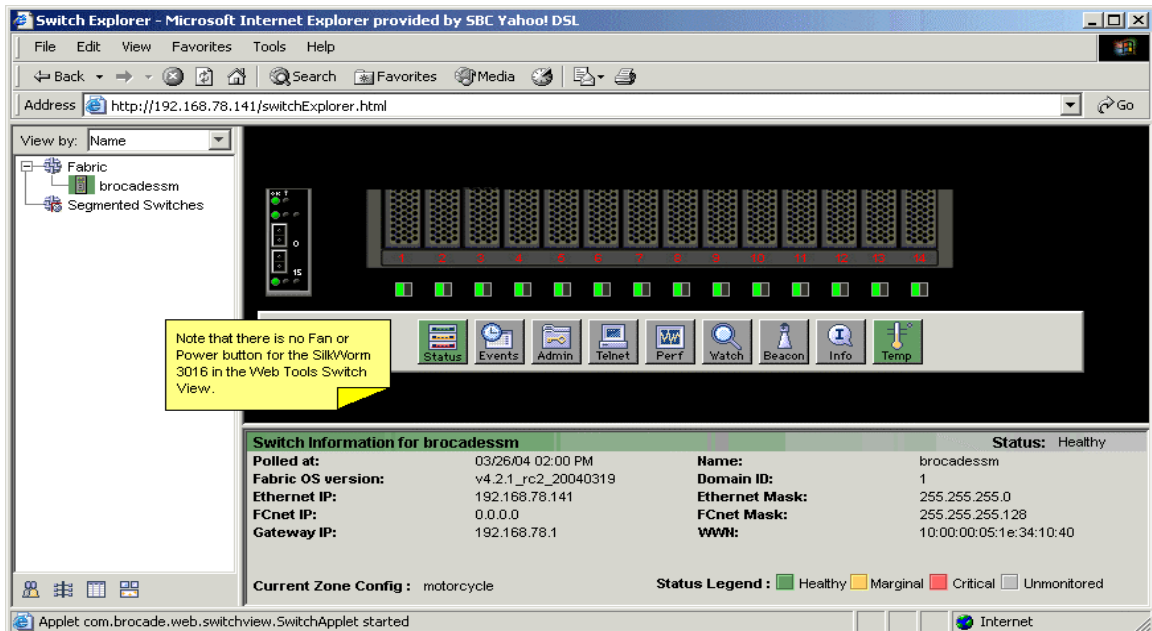 Switch Explorer - Microsoft Internet Explorer provided by SBC Yahoo! DSL
File Edit View Favorites Tools Help
Back Search Favorites Media
Address http://192.168.78.141/switchExplorer.html Go
View by: Name
Fabric
brocadessm
Segmented Switches
0
15
1 2 3 4 5 6 7 8 9 10 11 12 13 14
Note that there is no Fan or
Power button for the SilkWorm
3016 in the Web Tools Switch
View.
Status Events Admin Telnet Perf Watch Beacon Info Temp
Switch Information for brocadessm Status: Healthy
Polled at: 03/26/04 02:00 PM Name: brocadessm
Fabric OS version: v4.2.1_rc2_20040319 Domain ID: 1
Ethernet IP: 192.168.78.141 Ethernet Mask: 255.255.255.0
FCnet IP: 0.0.0.0 FCnet Mask: 255.255.255.128
Gateway IP: 192.168.78.1 WWN: 10:00:00:05:1e:34:10:40
Current Zone Config : motorcycle Status Legend : Healthy Marginal Critical Unmonitored
Applet com.brocade.web.switchview.SwitchApplet started Internet